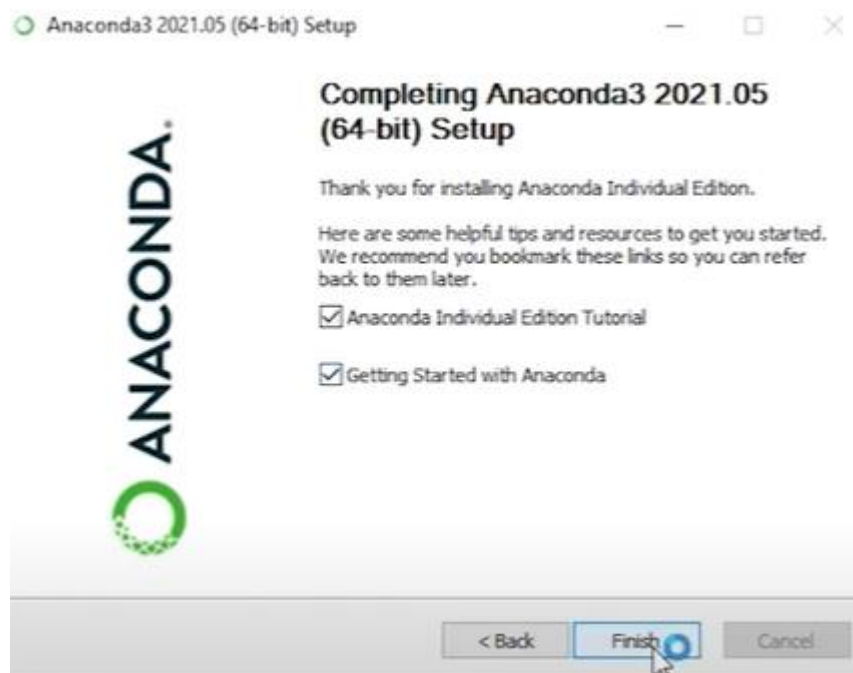 Anaconda3 2021.05 (64-bit) Setup
Completing Anaconda3 2021.05
(64-bit) Setup
ANACONDA.
Thank you for installing Anaconda Individual Edition.
Here are some helpful tips and resources to get you started.
We recommend you bookmark these links so you can refer
back to them later.
Anaconda Individual Edition Tutorial
Getting Started with Anaconda
< Back
Finish
Cancel